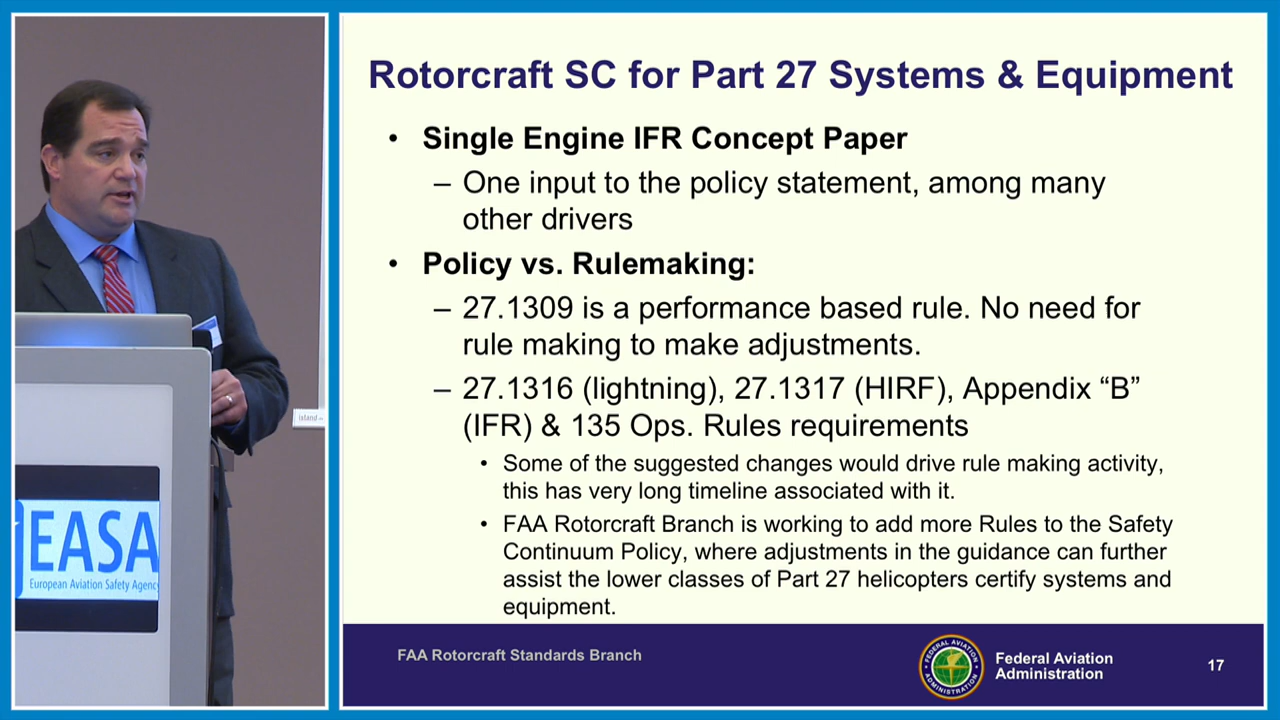 Rotorcraft SC for Part 27 Systems & Equipment
• Single Engine IFR Concept Paper
– One input to the policy statement, among many
other drivers
• Policy vs. Rulemaking:
– 27.1309 is a performance based rule. No need for
rule making to make adjustments.
– 27.1316 (lightning), 27.1317 (HIRF), Appendix “B”
(IFR) & 135 Ops. Rules requirements
• Some of the suggested changes would drive rule making activity,
this has very long timeline associated with it.
• FAA Rotorcraft Branch is working to add more Rules to the Safety
Continuum Policy, where adjustments in the guidance can further
assist the lower classes of Part 27 helicopters certify systems and
equipment.
FAA Rotorcraft Standards Branch
FEDERAL AVIATION
ADMINISTRATION
Federal Aviation
Administration
17
island –
EASA
European Aviation Safety Agency